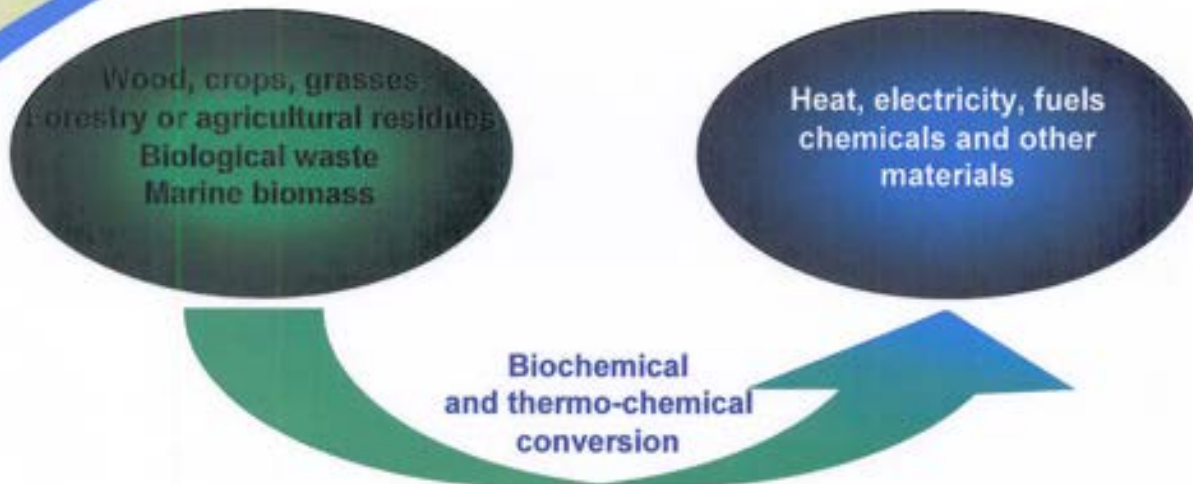 Wood, crops, grasses
Forestry or agricultural residues
Biological waste
Marine biomass
Heat, electricity, fuels
chemicals and other
materials
Biochemical
and thermo-chemical
conversion